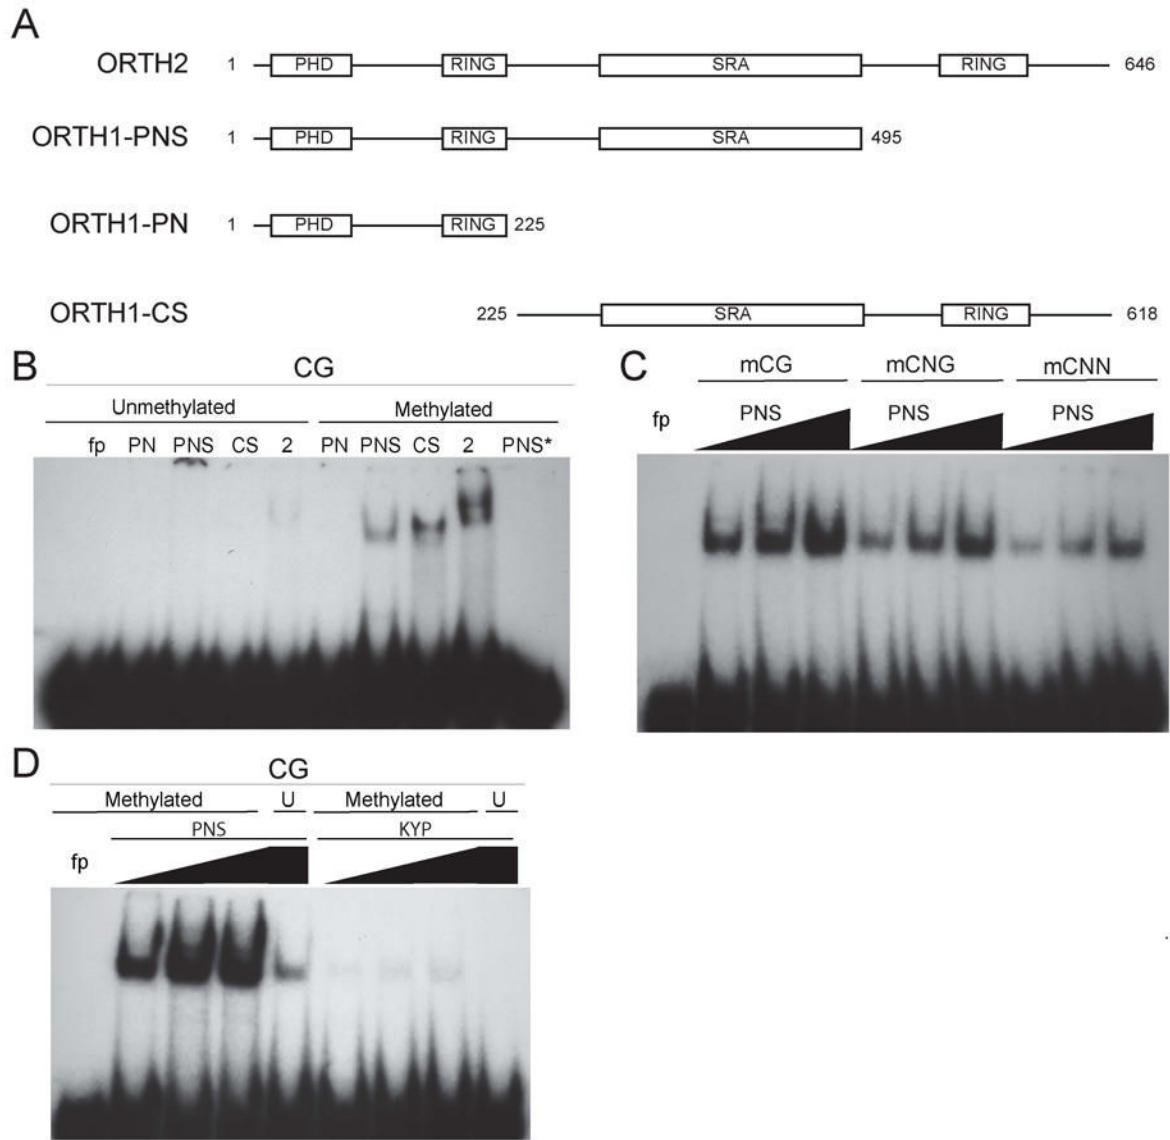 A
ORTH2 1 PHD RING SRA RING 646
ORTH1-PNS 1 PHD RING SRA 495
ORTH1-PN 1 PHD RING 225
ORTH1-CS 225 SRA RING 618
B
CG
Unmethylated Methylated
fp PN PNS CS 2 PN PNS CS 2 PNS*
C
mCG mCNG mCNN
fp PNS PNS PNS
D
CG
Methylated U Methylated U
PNS KYP
fp